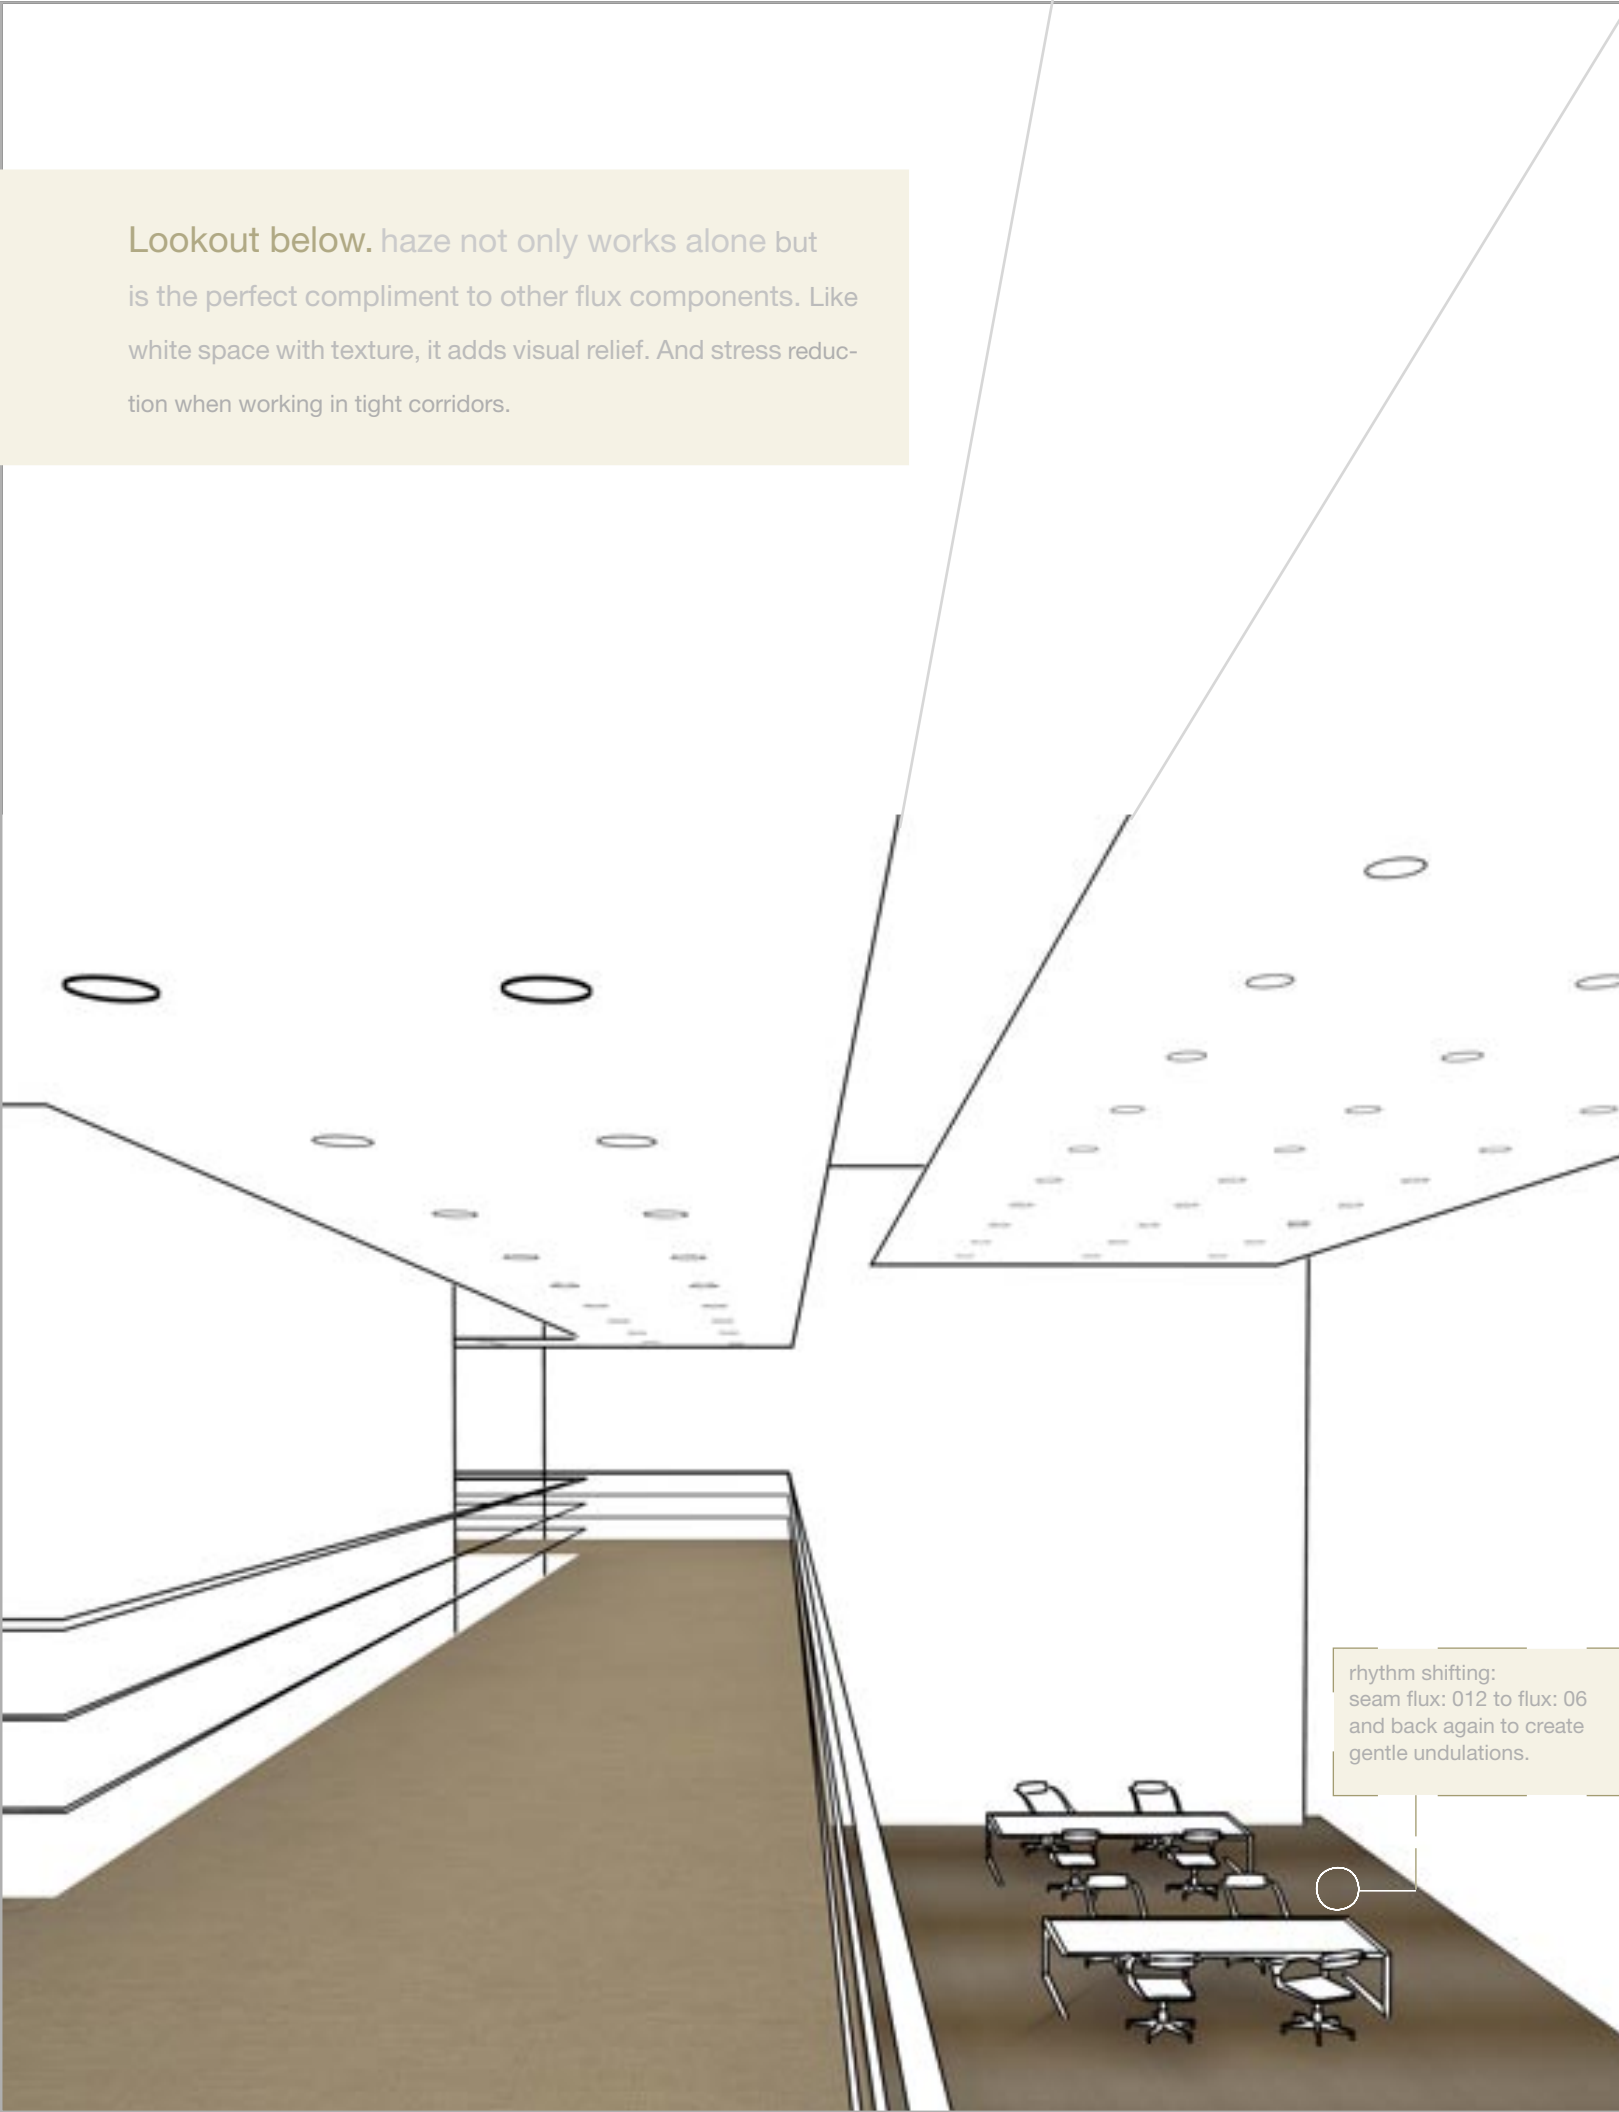 Lookout below. haze not only works alone but
is the perfect compliment to other flux components. Like
white space with texture, it adds visual relief. And stress reduc-
tion when working in tight corridors.
rhythm shifting:
seam flux: 012 to flux: 06
and back again to create
gentle undulations.